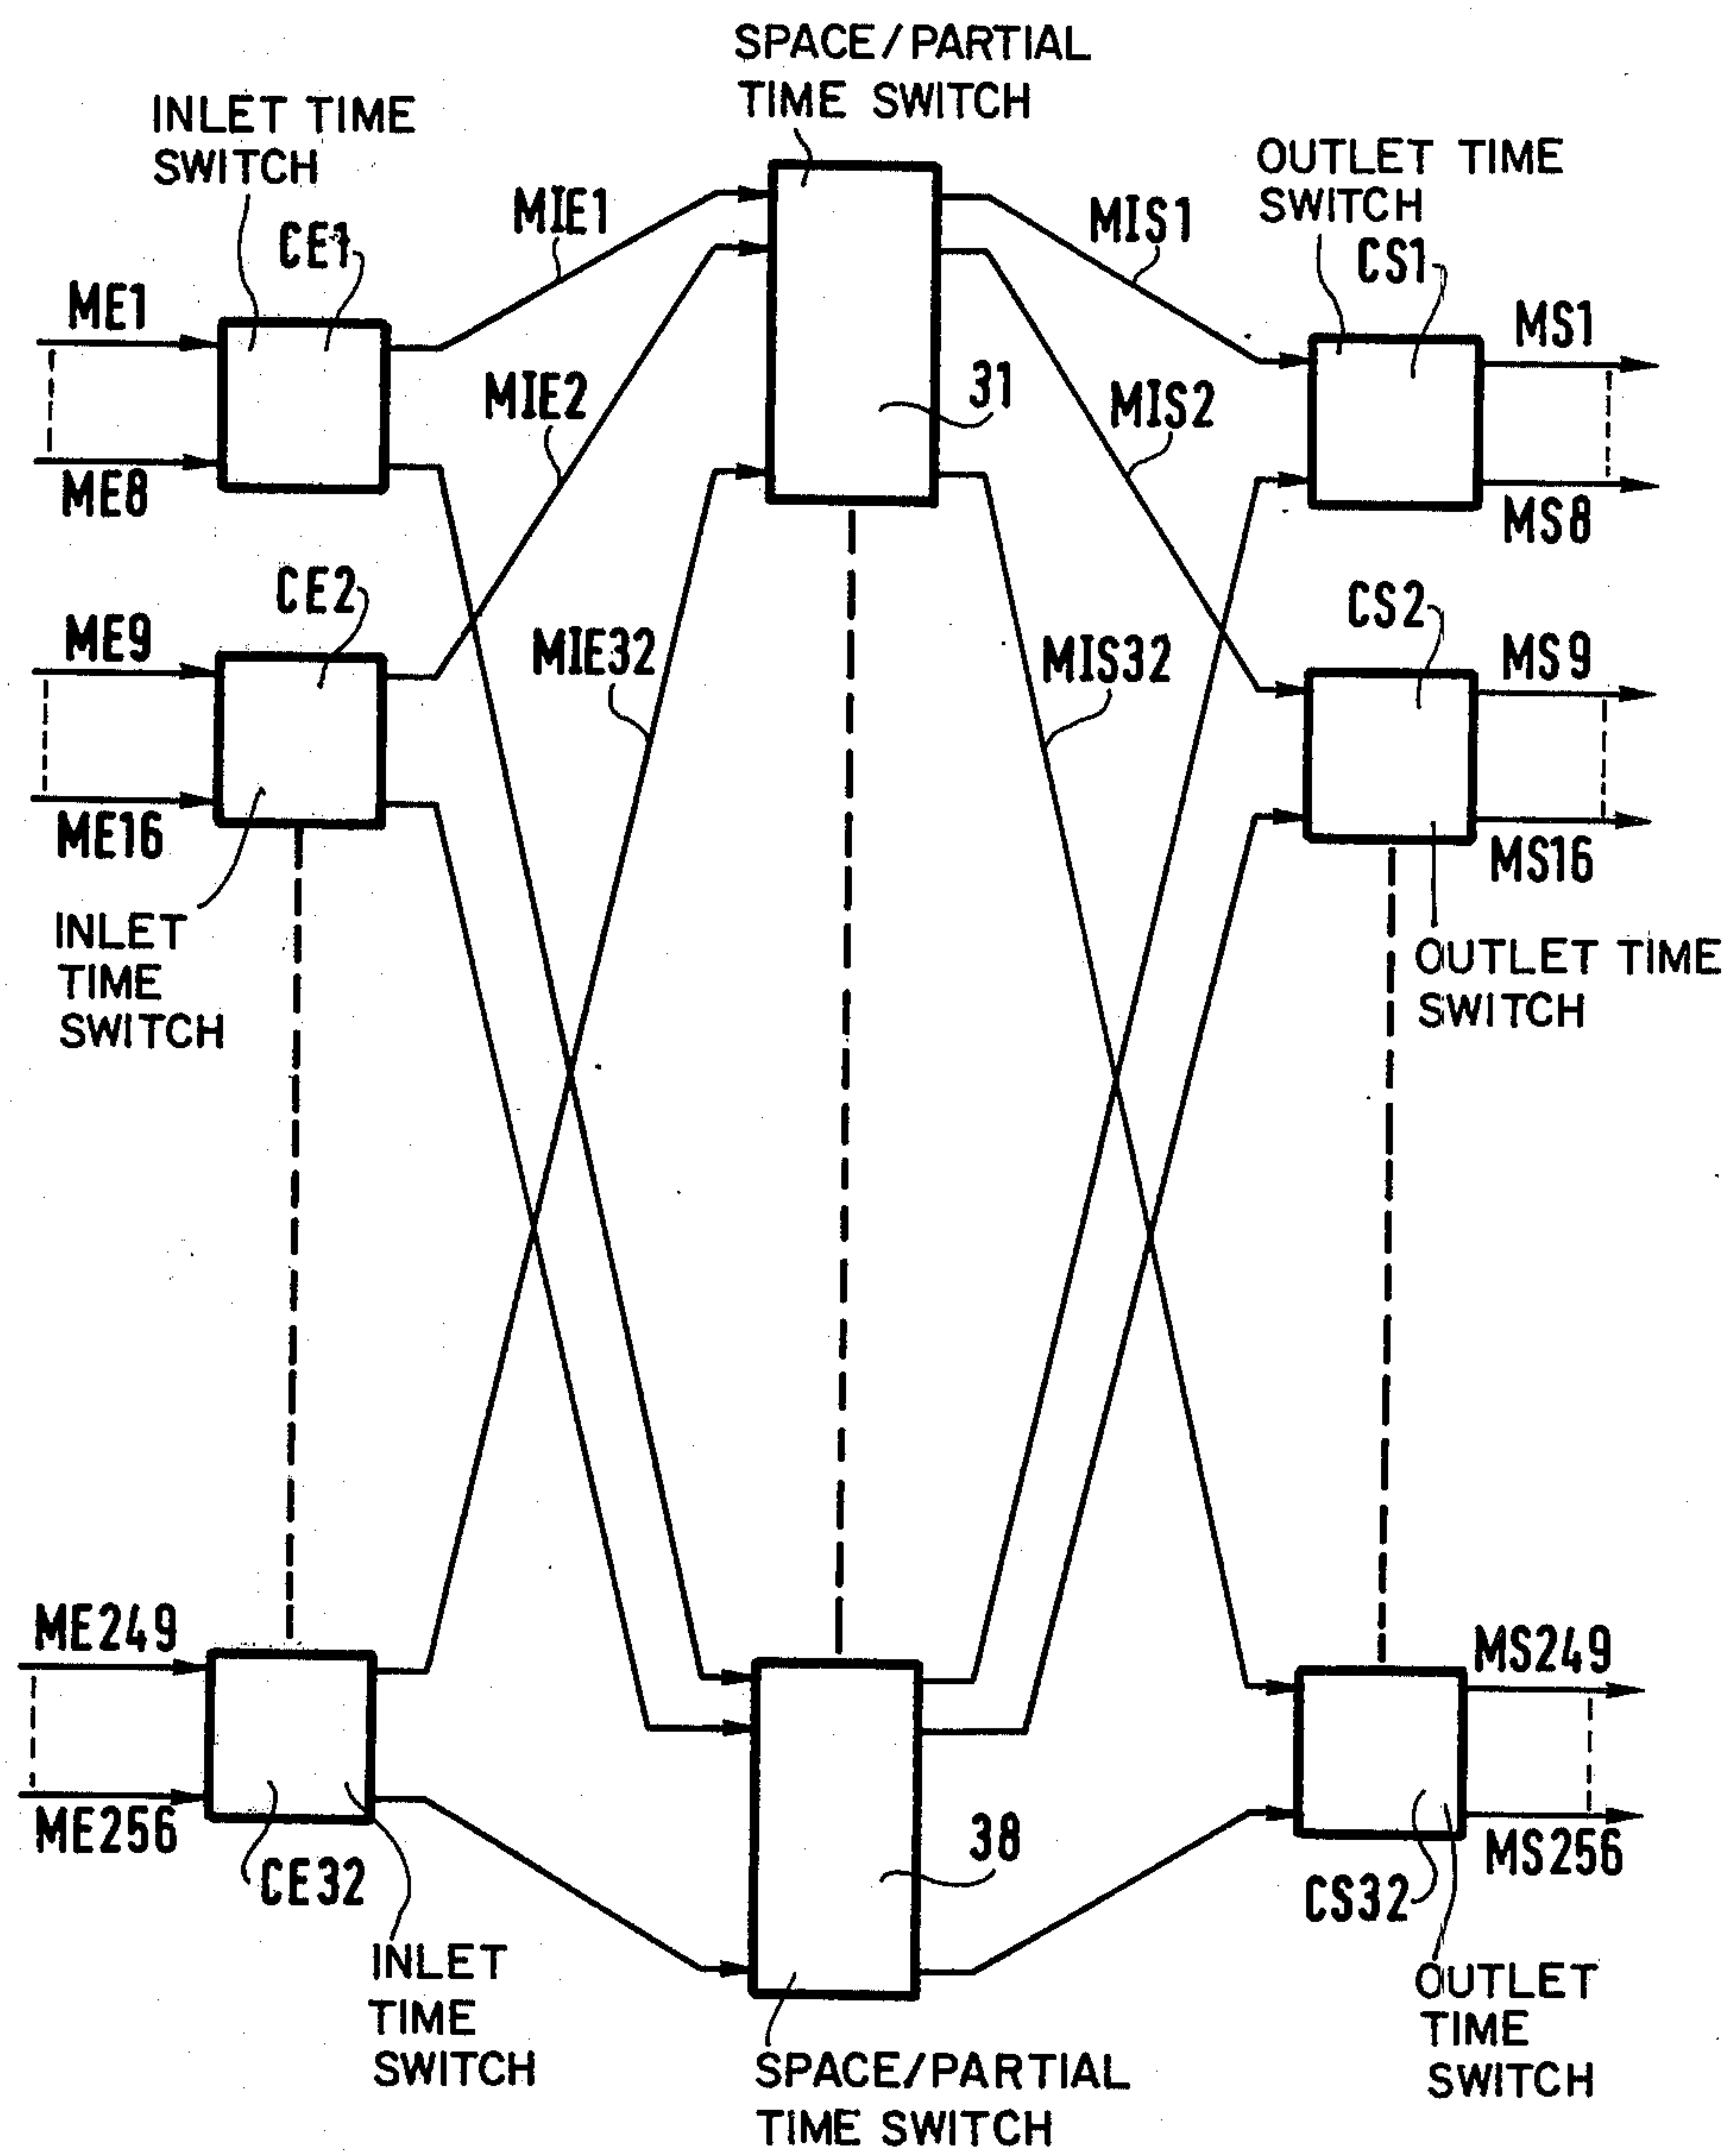 SPACE/PARTIAL
TIME SWITCH
INLET TIME
SWITCH
OUTLET TIME
SWITCH
CE1
MIE1
MIS1
CS1
ME1
MS1
MIE2
31
MIS2
ME8
MS8
CE2
CS2
ME9
MIE32
MIS32
MS9
ME16
MS16
INLET
TIME
SWITCH
OUTLET TIME
SWITCH
ME249
MS249
ME256
38
MS256
CE32
CS32
INLET
TIME
SWITCH
OUTLET
TIME
SWITCH
SPACE/PARTIAL
TIME SWITCH